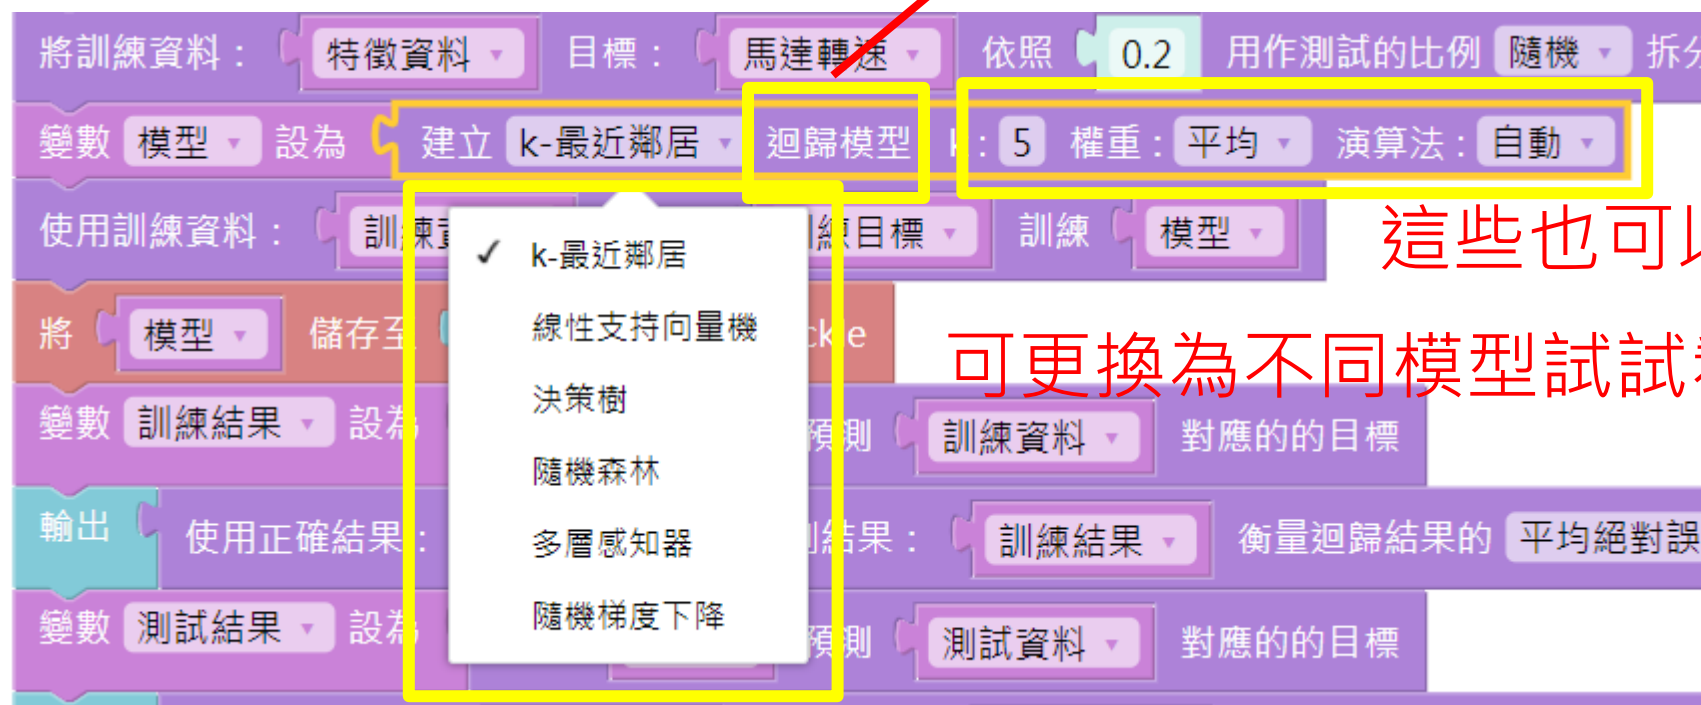 將訓練資料： 特徵資料 目標： 馬達轉速 依照 0.2 用作測試的比例 隨機 拆分
變數 模型 設為 建立 k-最近鄰居 迴歸模型 k: 5 權重: 平均 演算法: 自動
使用訓練資料： 訓練 訓練目標 訓練 模型
這些也可以
✓ k-最近鄰居
線性支持向量機
決策樹
隨機森林
多層感知器
隨機梯度下降
將 模型 儲存至 ckle
可更換為不同模型試試
變數 訓練結果 設為 預測 訓練資料 對應的的目標
輸出 使用正確結果： 結果： 訓練結果 衡量迴歸結果的 平均絕對誤
變數 測試結果 設為 預測 測試資料 對應的的目標